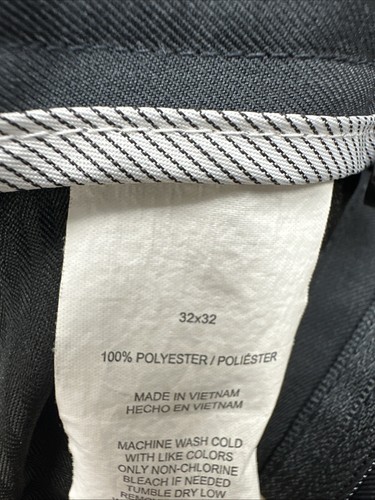 32x32
100% POLYESTER / POLIÉSTER
MADE IN VIETNAM
HECHO EN VIETNAM
MACHINE WASH COLD
WITH LIKE COLORS
ONLY NON-CHLORINE
BLEACH IF NEEDED
TUMBLE DRY LOW